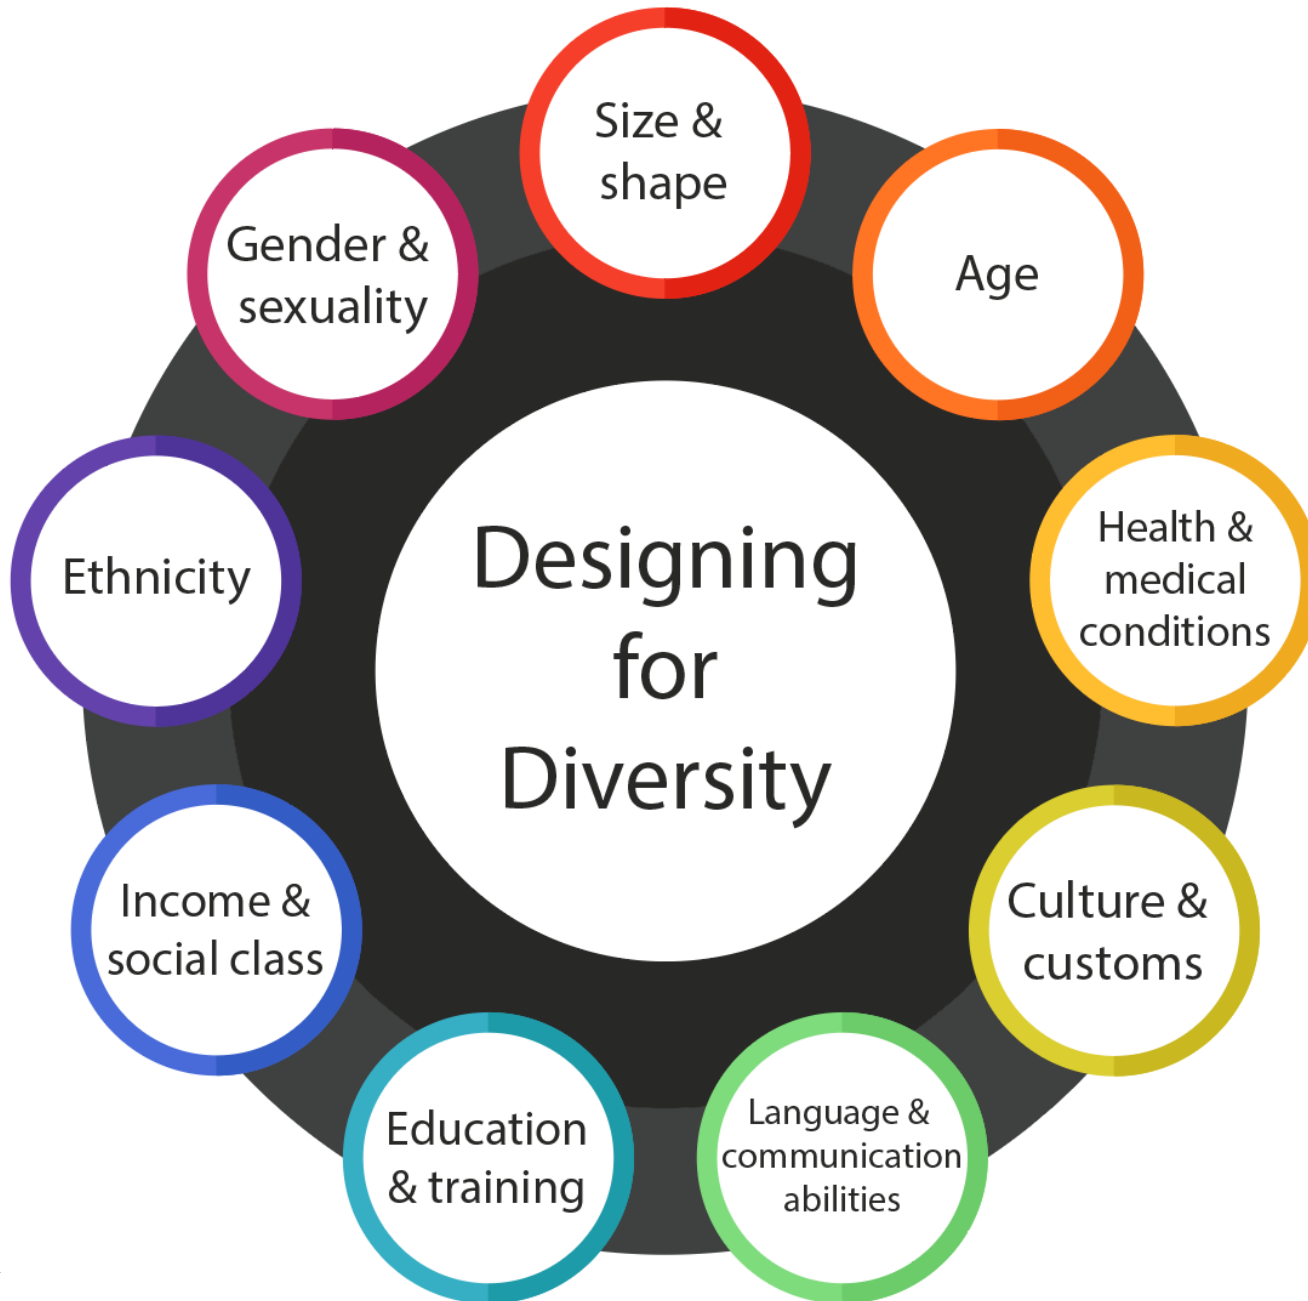 Size &
shape
Age
Health &
medical
conditions
Culture &
customs
Language &
communication
abilities
Education
& training
Income &
social class
Ethnicity
Gender &
sexuality
Designing
for
Diversity